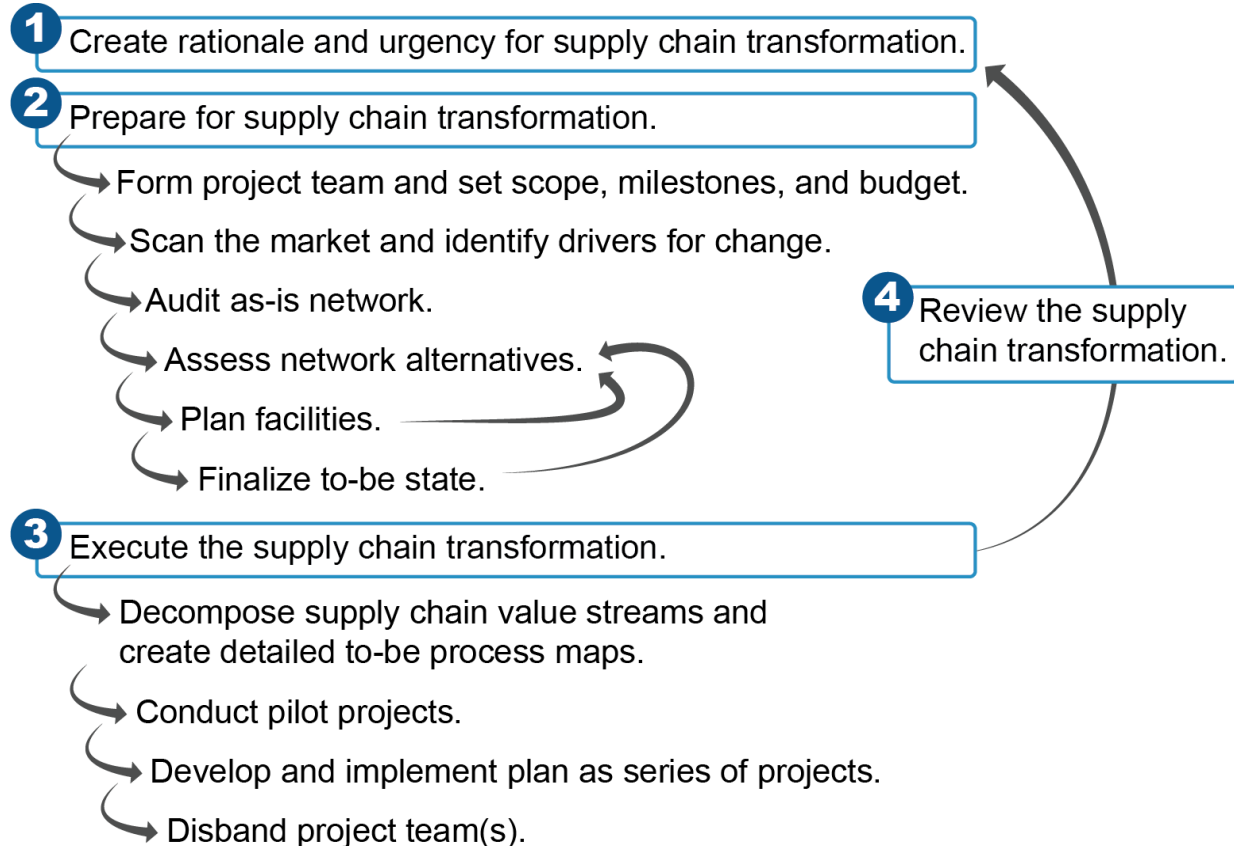 1 Create rationale and urgency for supply chain transformation.
2 Prepare for supply chain transformation.
Form project team and set scope, milestones, and budget.
Scan the market and identify drivers for change.
Audit as-is network.
Assess network alternatives.
Plan facilities.
Finalize to-be state.
3 Execute the supply chain transformation.
Decompose supply chain value streams and
create detailed to-be process maps.
Conduct pilot projects.
Develop and implement plan as series of projects.
Disband project team(s).
4 Review the supply
chain transformation.